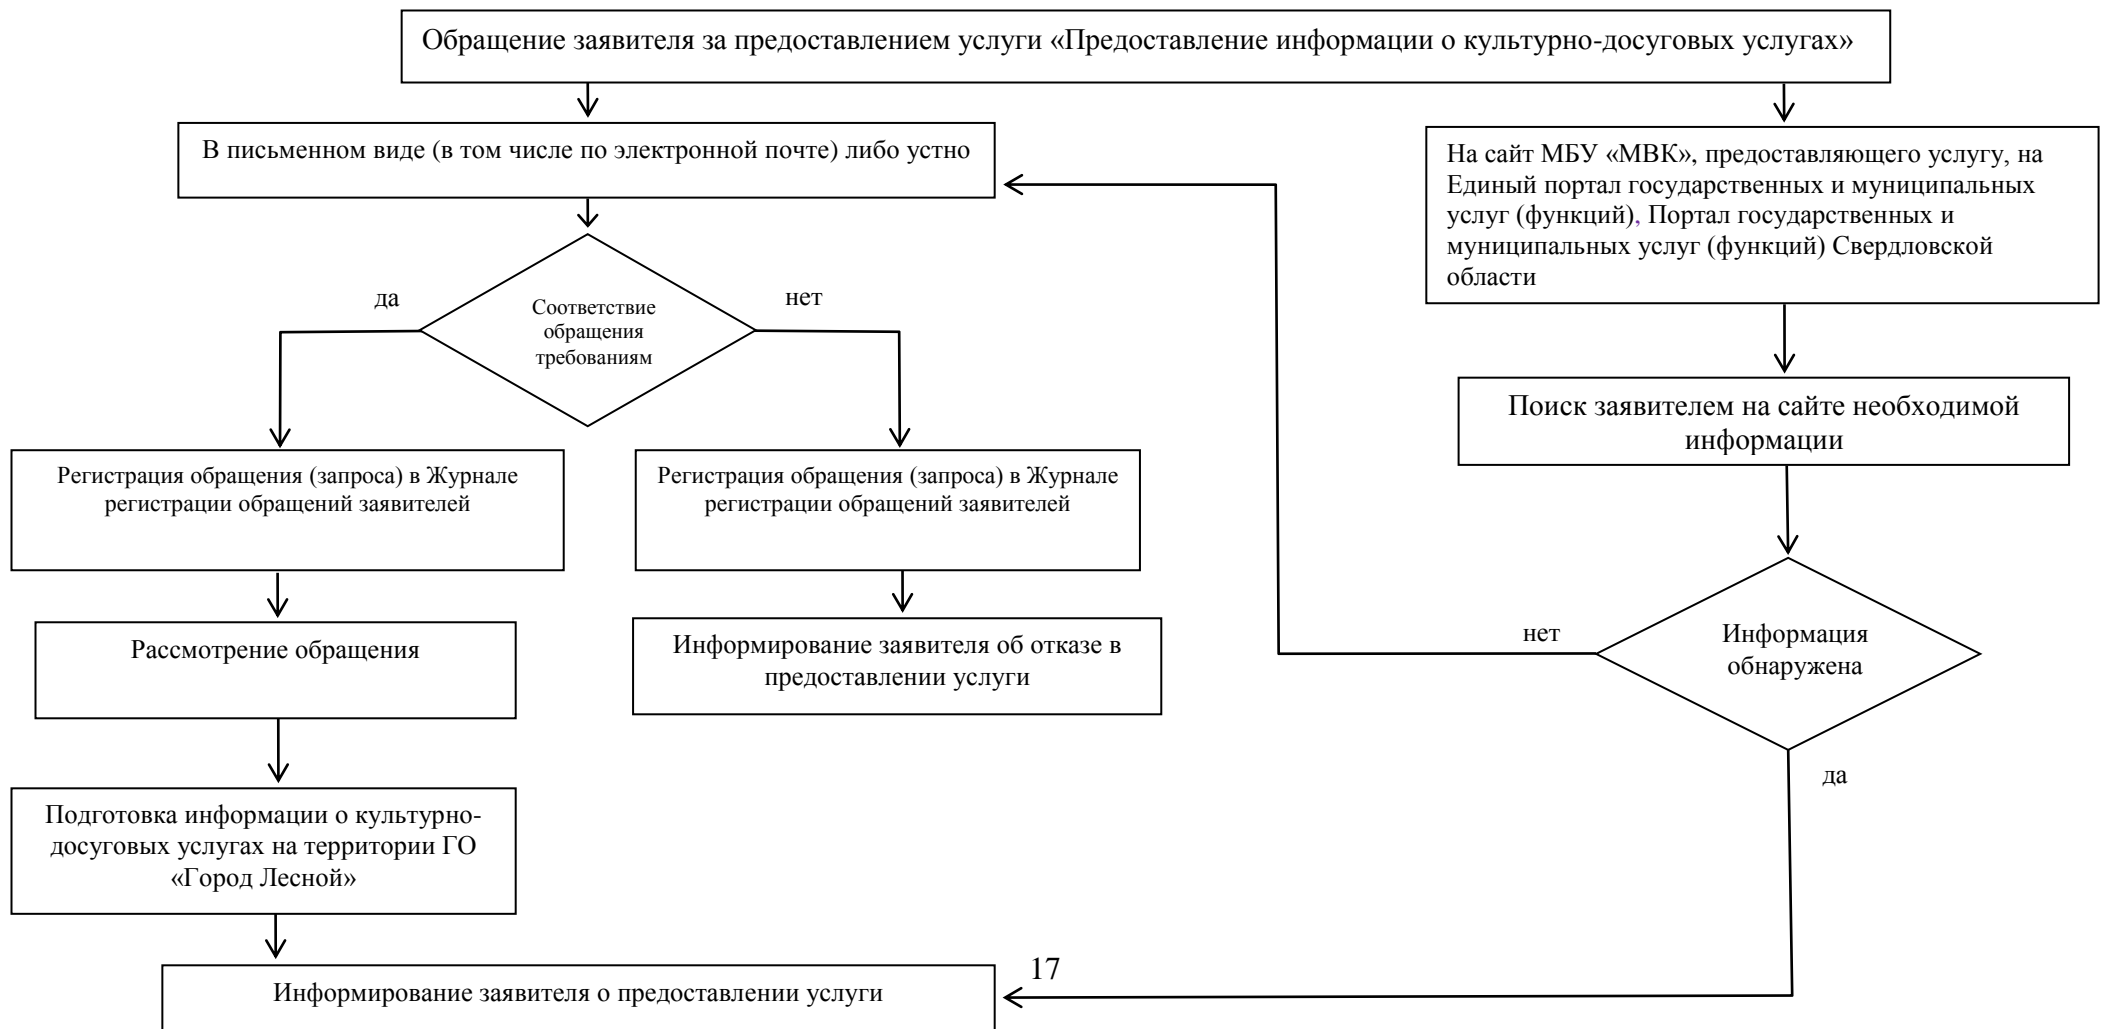 Обращение заявителя за предоставлением услуги «Предоставление информации о культурно-досуговых услугах»
В письменном виде (в том числе по электронной почте) либо устно
На сайт МБУ «МВК», предоставляющего услугу, на
Единый портал государственных и муниципальных
услуг (функций), Портал государственных и
муниципальных услуг (функций) Свердловской
области
да
нет
Соответствие
обращения
требованиям
Поиск заявителем на сайте необходимой
информации
Регистрация обращения (запроса) в Журнале
регистрации обращений заявителей
Регистрация обращения (запроса) в Журнале
регистрации обращений заявителей
Рассмотрение обращения
Информирование заявителя об отказе в
предоставлении услуги
нет
Информация
обнаружена
да
Подготовка информации о культурно-
досуговых услугах на территории ГО
«Город Лесной»
17
Информирование заявителя о предоставлении услуги